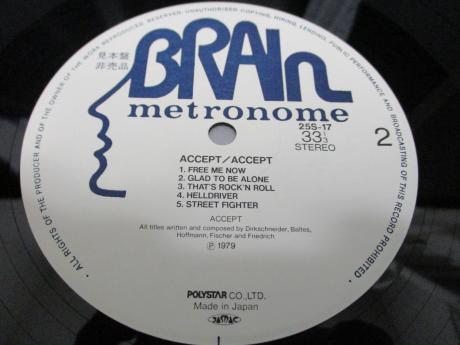 ALL RIGHTS OF THE PRODUCER AND OF THE OWNER OF THE WORK REPRODUCED RESERVED. UNAUTHORISED COPYING, HIRING, LENDING, PUBLIC PERFORMANCE AND BROADCASTING OF THIS RECORD PROHIBITED.
見本盤
非売品
BRAIN
metronome
25S-17
33 1/3
STEREO
2
ACCEPT/ACCEPT
1. FREE ME NOW
2. GLAD TO BE ALONE
3. THAT'S ROCK'N ROLL
4. HELLDRIVER
5. STREET FIGHTER
ACCEPT
All titles written and composed by Dirkschneider, Baltes,
Hoffmann, Fischer and Friedrich
Ⓟ 1979
POLYSTAR CO., LTD.
Made in Japan
JASRAC